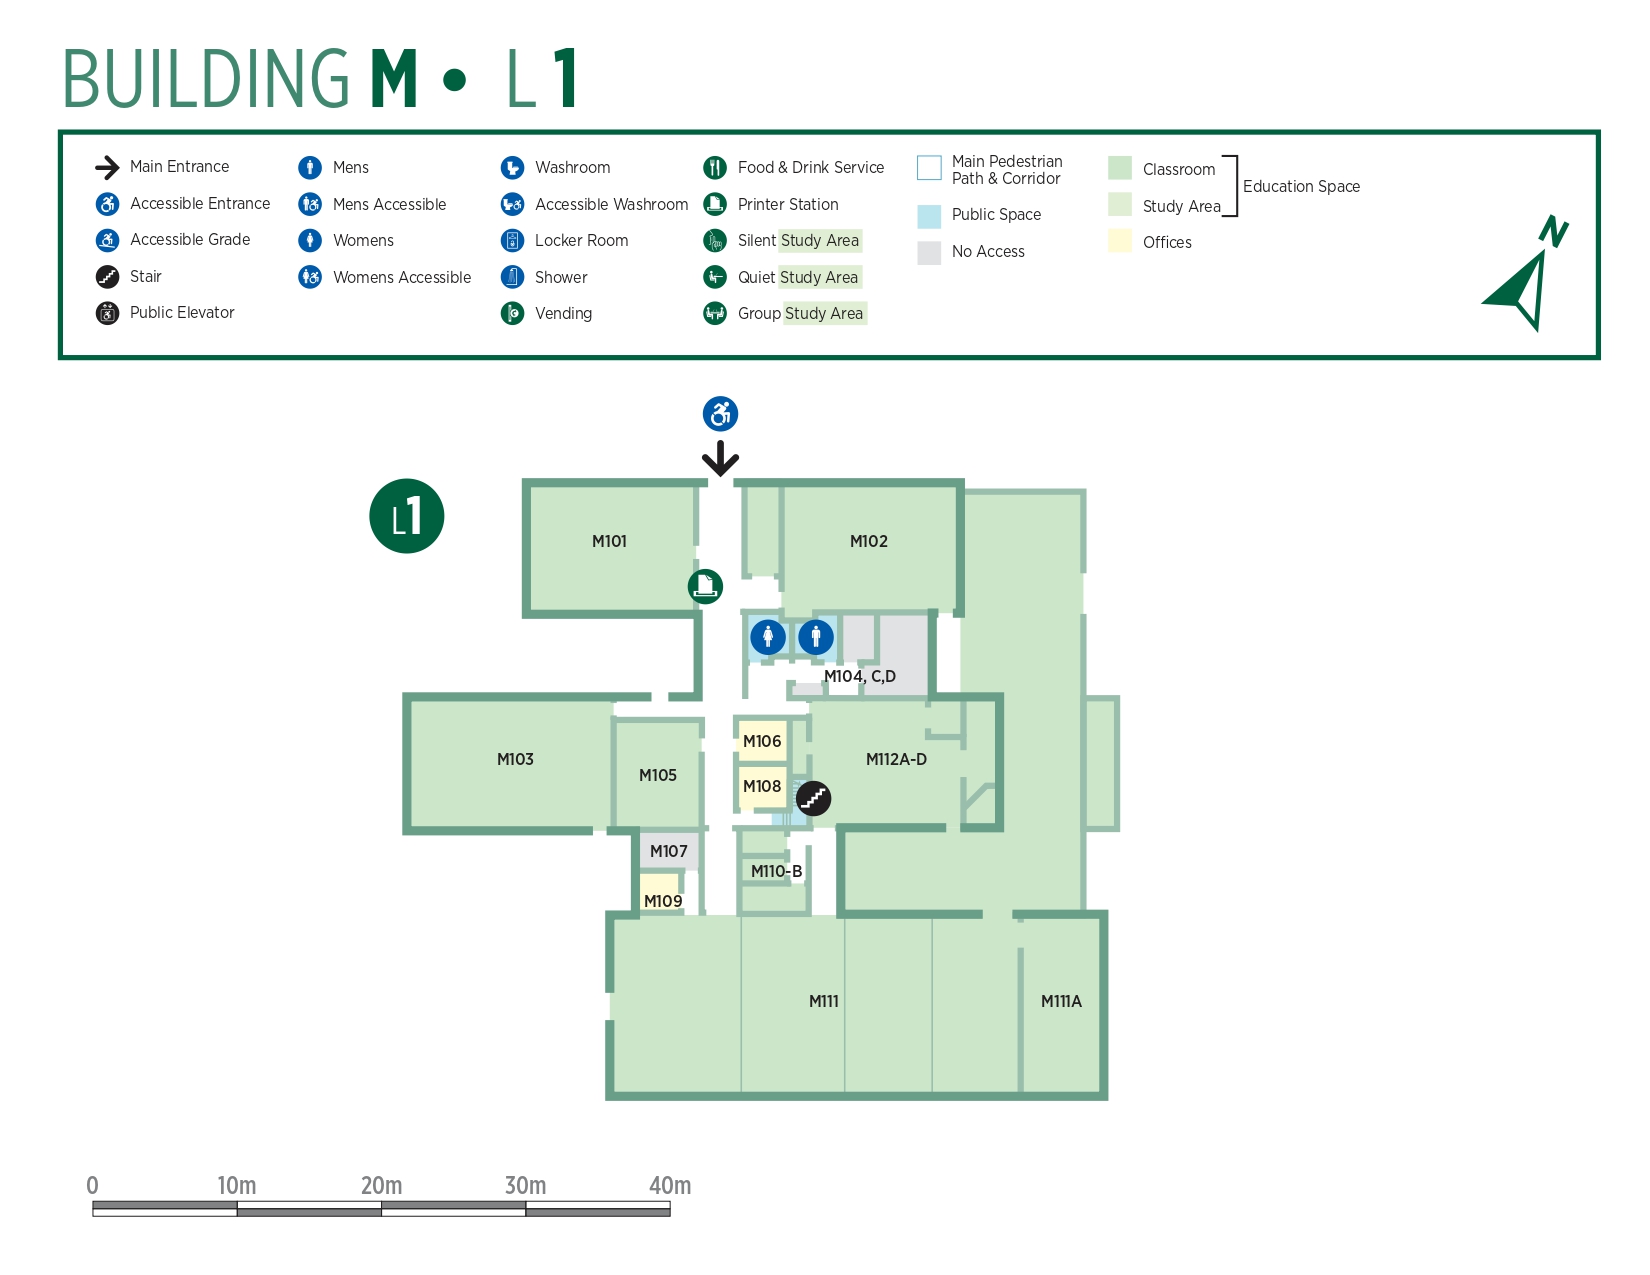 BUILDING M • L 1
Main Entrance
Accessible Entrance
Accessible Grade
Stair
Public Elevator
Mens
Mens Accessible
Womens
Womens Accessible
Washroom
Accessible Washroom
Locker Room
Shower
Vending
Food & Drink Service
Printer Station
Silent Study Area
Quiet Study Area
Group Study Area
Main Pedestrian
Path & Corridor
Public Space
No Access
Classroom
Study Area
Offices
Education Space
N
L1
M101
M102
M104, C,D
M103
M105
M106
M108
M112A-D
M107
M109
M110-B
M111
M111A
0 10m 20m 30m 40m